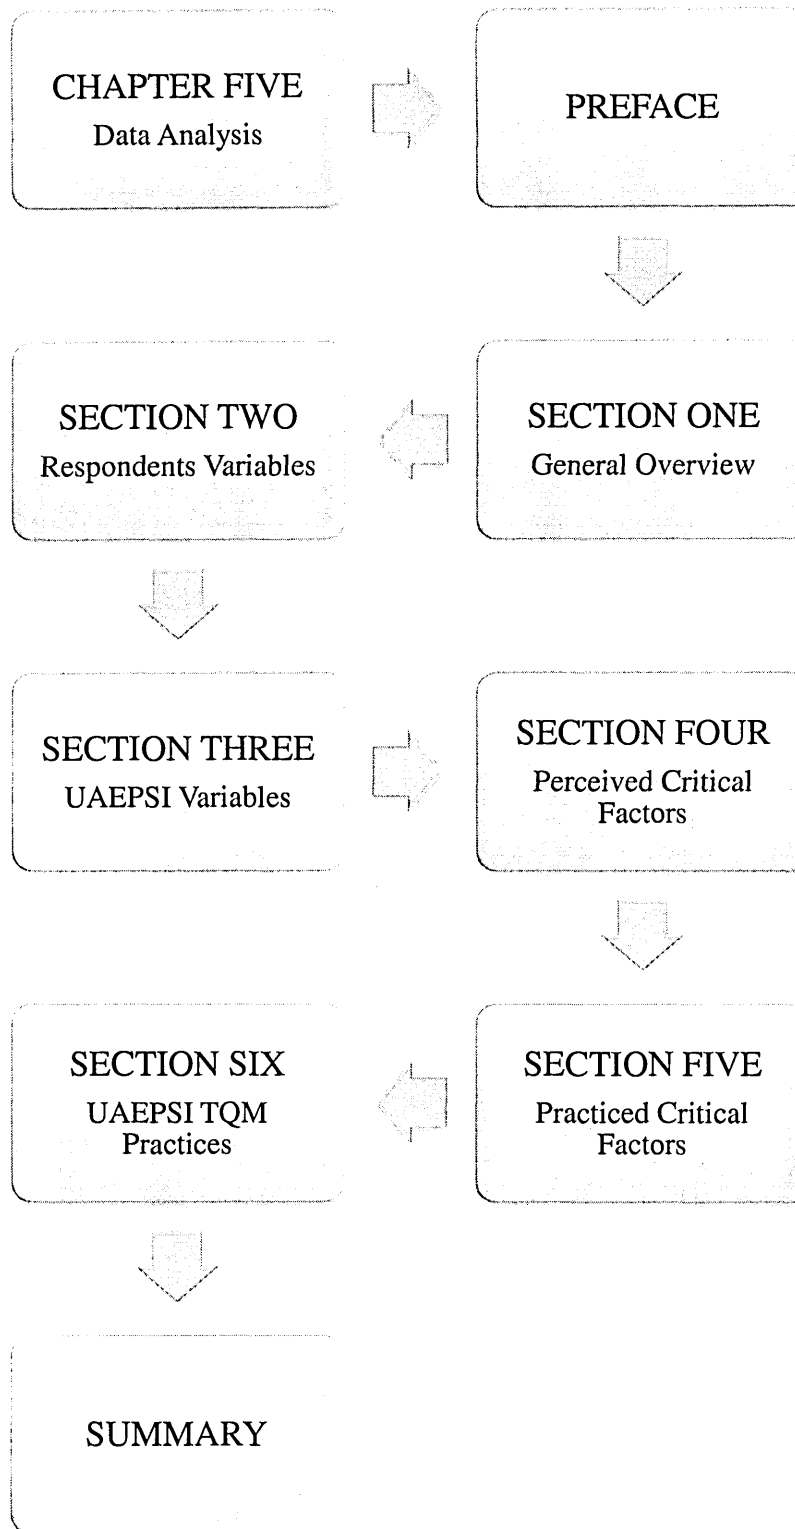 CHAPTER FIVE
Data Analysis
PREFACE
SECTION ONE
General Overview
SECTION TWO
Respondents Variables
SECTION THREE
UAEPSI Variables
SECTION FOUR
Perceived Critical
Factors
SECTION FIVE
Practiced Critical
Factors
SECTION SIX
UAEPSI TQM
Practices
SUMMARY